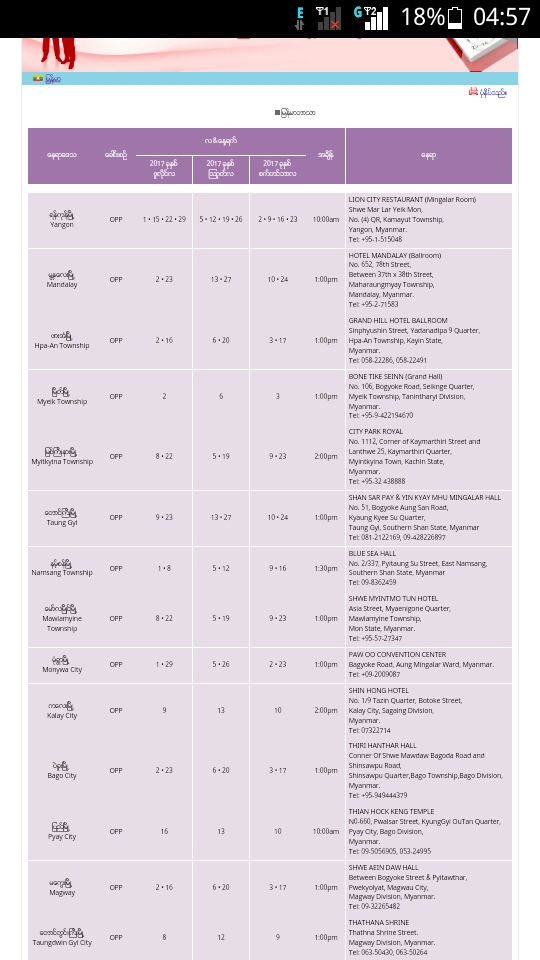 E T1 G T2 18% 04:57
မြန်မာ
ပုံနှိပ်သည်။
မြန်မာဘာသာ
နေရာဒေသ ခေါင်းစဉ် လ & နေ့ရက် အချိန် နေရာ
2017 ခုနှစ် ဇူလိုင်လ 2017 ခုနှစ် ဩဂုတ်လ 2017 ခုနှစ် စက်တင်ဘာလ
ရန်ကုန်မြို့
Yangon
OPP 1 • 15 • 22 • 29 5 • 12 • 19 • 26 2 • 9 • 16 • 23 10:00am
LION CITY RESTAURANT (Mingalar Room)
Shwe Mar Lar Yeik Mon,
No. (4) QR, Kamayut Township,
Yangon, Myanmar.
Tel: +95-1-515048
မန္တလေးမြို့
Mandalay
OPP 2 • 23 13 • 27 10 • 24 1:00pm
HOTEL MANDALAY (Ballroom)
No. 652, 78th Street,
Between 37th x 38th Street,
Maharaungmyay Township,
Mandalay, Myanmar.
Tel: +95-2-71583
ဖားအံမြို့
Hpa-An Township
OPP 2 • 16 6 • 20 3 • 17 1:00pm
GRAND HILL HOTEL BALLROOM
Sinphyushin Street, Yadanadipa 9 Quarter,
Hpa-An Township, Kayin State,
Myanmar.
Tel: 058-22286, 058-22491
မြိတ်မြို့
Myeik Township
OPP 2 6 3 1:00pm
BONE TIKE SEINN (Grand Hall)
No. 106, Bogyoke Road, Seiknge Quarter,
Myeik Township, Tanintharyi Division,
Myanmar.
Tel: +95-9-422194670
မြစ်ကြီးနားမြို့
Myitkyina Township
OPP 8 • 22 5 • 19 9 • 23 2:00pm
CITY PARK ROYAL
No. 1112, Corner of Kaymarthiri Street and
Lanthwe 25, Kaymarthiri Quarter,
Myintkyina Town, Kachin State,
Myanmar.
Tel: +95-32 438888
တောင်ကြီးမြို့
Taung Gyi
OPP 9 • 23 13 • 27 10 • 24 1:00pm
SHAN SAR PAY & YIN KYAY MHU MINGALAR HALL
No. 51, Bogyoke Aung San Road,
Kyaung Kyee Su Quarter,
Taung Gyi, Southern Shan State, Myanmar
Tel: 081-2122169, 09-428226897
နမ့်စန်မြို့
Namsang Township
OPP 1 • 8 5 • 12 9 • 16 1:30pm
BLUE SEA HALL
No. 2/337, Pyitaung Su Street, East Namsang,
Southern Shan State, Myanmar
Tel: 09-8362459
မော်လမြိုင်မြို့
Mawlamyine
Township
OPP 8 • 22 5 • 19 9 • 23 1:00pm
SHWE MYINTMO TUN HOTEL
Asia Street, Myaenigone Quarter,
Mawlamyine Township,
Mon State, Myanmar.
Tel: +95-57-27347
မုံရွာမြို့
Monywa City
OPP 1 • 29 5 • 26 2 • 23 1:00pm
PAW OO CONVENTION CENTER
Bagyoke Road, Aung Mingalar Ward, Myanmar.
Tel: +09-2009087
ကလေးမြို့
Kalay City
OPP 9 13 10 2:00pm
SHIN HONG HOTEL
No. 1/9 Tazin Quarter, Botoke Street,
Kalay City, Sagaing Division,
Myanmar.
Tel: 07322714
ပဲခူးမြို့
Bago City
OPP 2 • 23 6 • 20 3 • 17 1:00pm
THIRI HANTHAR HALL
Conner Of Shwe Mawdaw Bagoda Road and
Shinsawpu Road,
Shinsawpu Quarter,Bago Township,Bago Division,
Myanmar.
Tel: +95-949444379
ပြည်မြို့
Pyay City
OPP 16 13 10 10:00am
THIAN HOCK KENG TEMPLE
N0-660, Pwalsar Street, KyungGyi OuTan Quarter,
Pyay City, Bago Division,
Myanmar.
Tel: 09-5056905, 053-24995
မကွေးမြို့
Magway
OPP 2 • 16 6 • 20 3 • 17 1:00pm
SHWE AEIN DAW HALL
Between Bogyoke Street & Pyitawthar,
Pwekyolyat, Magwau City,
Magway Division, Myanmar.
Tel: 09-32265482
တောင်တွင်းကြီးမြို့
Taungdwin Gyi City
OPP 8 12 9 1:00pm
THATHANA SHRINE
Thathna Shrine Street.
Magway Division, Myanmar.
Tel: 063-50430, 063-50264